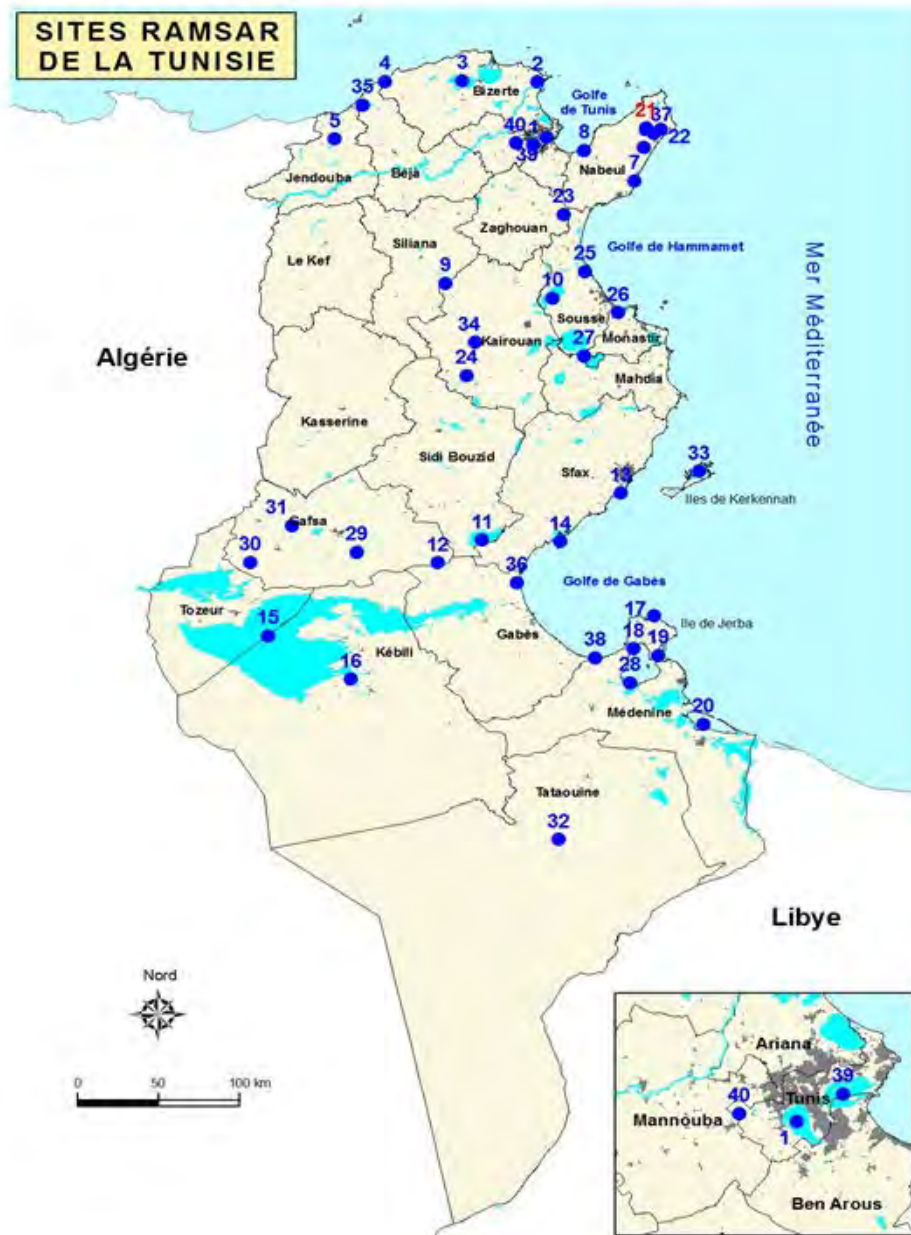 SITES RAMSAR
DE LA TUNISIE
4
3
2
35
Bizerte
Golfe
de Tunis
21
37
5
40
1
8
22
39
Jendouba
Béja
Nabeul
7
23
Zaghouan
Siliana
Golfe de Hammamet
Le Kef
25
9
10
26
Sousse
34
Kairouan
Monastir
27
Algérie
24
Mahdia
Mer Méditerranée
Kasserine
Sidi Bouzid
Sfax
33
13
Iles de Kerkennah
31
Gafsa
11
14
29
30
12
36
Golfe de Gabès
Tozeur
17
Ile de Jerba
15
Gabès
18
19
Kébili
38
16
28
Médenine
20
Tataouine
32
Libye
Nord
0
50
100 km
Ariana
39
40
Tunis
Mannouba
1
Ben Arous